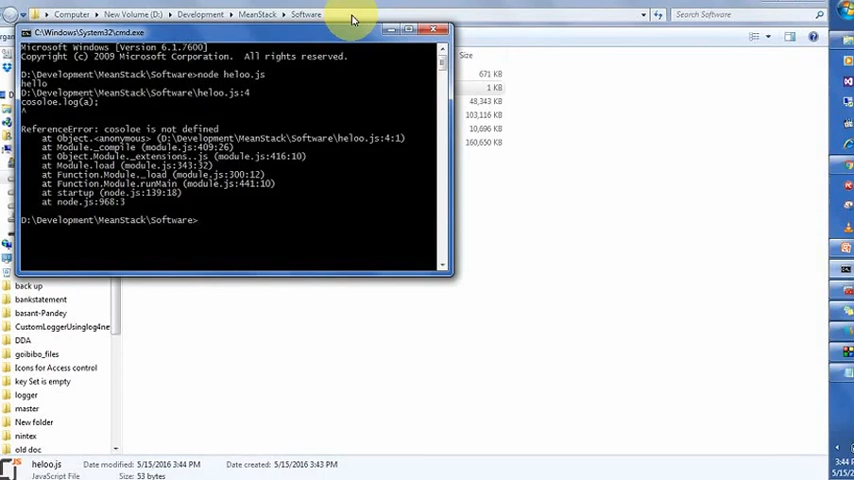 Computer New Volume (D:) Development MeanStack Software
Search Software
C:\Windows\System32\cmd.exe
Microsoft Windows [Version 6.1.7600]
Copyright (c) 2009 Microsoft Corporation. All rights reserved.
D:\Development\MeanStack\Software>node heloo.js
hello
D:\Development\MeanStack\Software\heloo.js:4
cosoloe.log(a);
^
ReferenceError: cosoloe is not defined
at Object.<anonymous> (D:\Development\MeanStack\Software\heloo.js:4:1)
at Module._compile (module.js:409:26)
at Object.Module._extensions..js (module.js:416:10)
at Module.load (module.js:343:32)
at Function.Module._load (module.js:300:12)
at Function.Module.runMain (module.js:441:10)
at startup (node.js:139:18)
at node.js:968:3
D:\Development\MeanStack\Software>
Size
671 KB
1 KB
48,343 KB
103,116 KB
10,696 KB
160,650 KB
back up
bankstatement
basant-Pandey
CustomLoggerUsinglog4ne
DDA
goibibo_files
Icons for Access control
key Set is empty
logger
master
New folder
nintex
old doc
heloo.js Date modified: 5/15/2016 3:44 PM Date created: 5/15/2016 3:43 PM
JavaScript File Size: 53 bytes
3:44 P
5/15/20